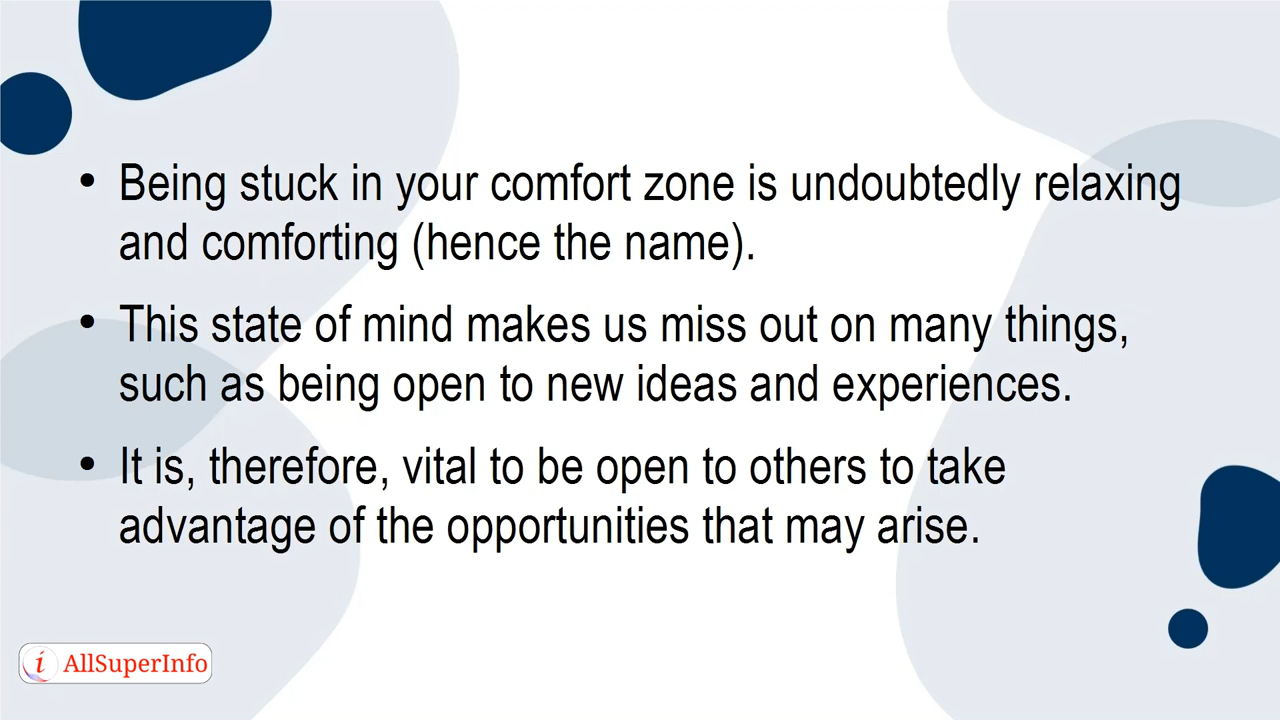 • Being stuck in your comfort zone is undoubtedly relaxing
and comforting (hence the name).
• This state of mind makes us miss out on many things,
such as being open to new ideas and experiences.
• It is, therefore, vital to be open to others to take
advantage of the opportunities that may arise.
i AllSuperInfo